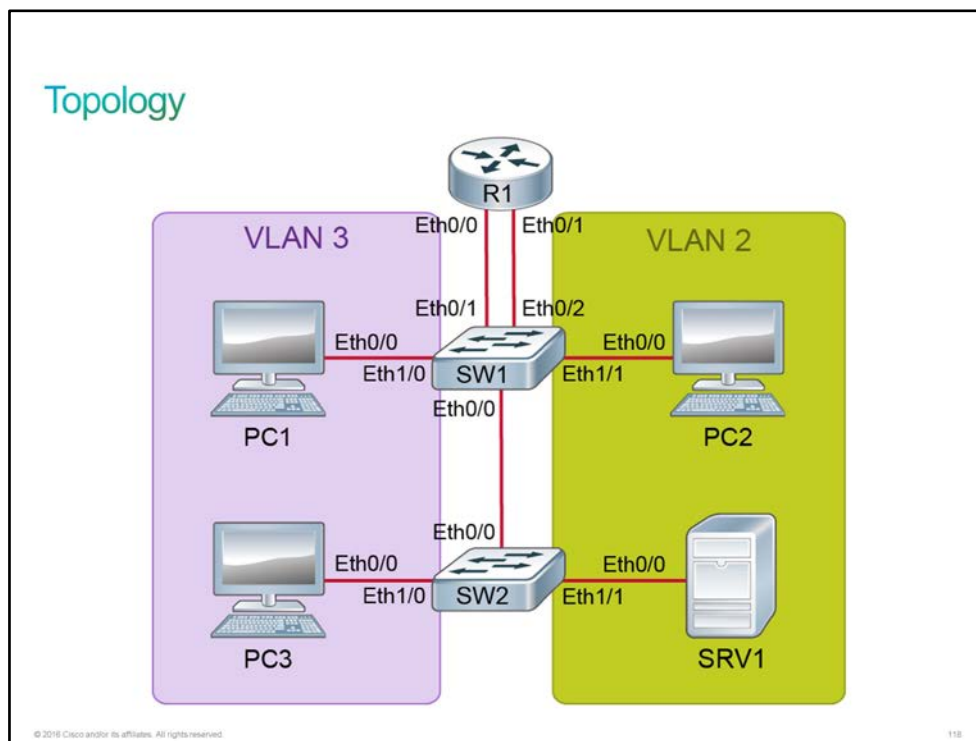 Topology
R1
Eth0/0 Eth0/1
VLAN 3 VLAN 2
Eth0/1 Eth0/2
Eth0/0 Eth0/0
Eth1/0 SW1 Eth1/1
Eth0/0
PC1 PC2
Eth0/0
Eth0/0 Eth0/0
Eth1/0 SW2 Eth1/1
PC3 SRV1
© 2016 Cisco and/or its affiliates. All rights reserved. 118